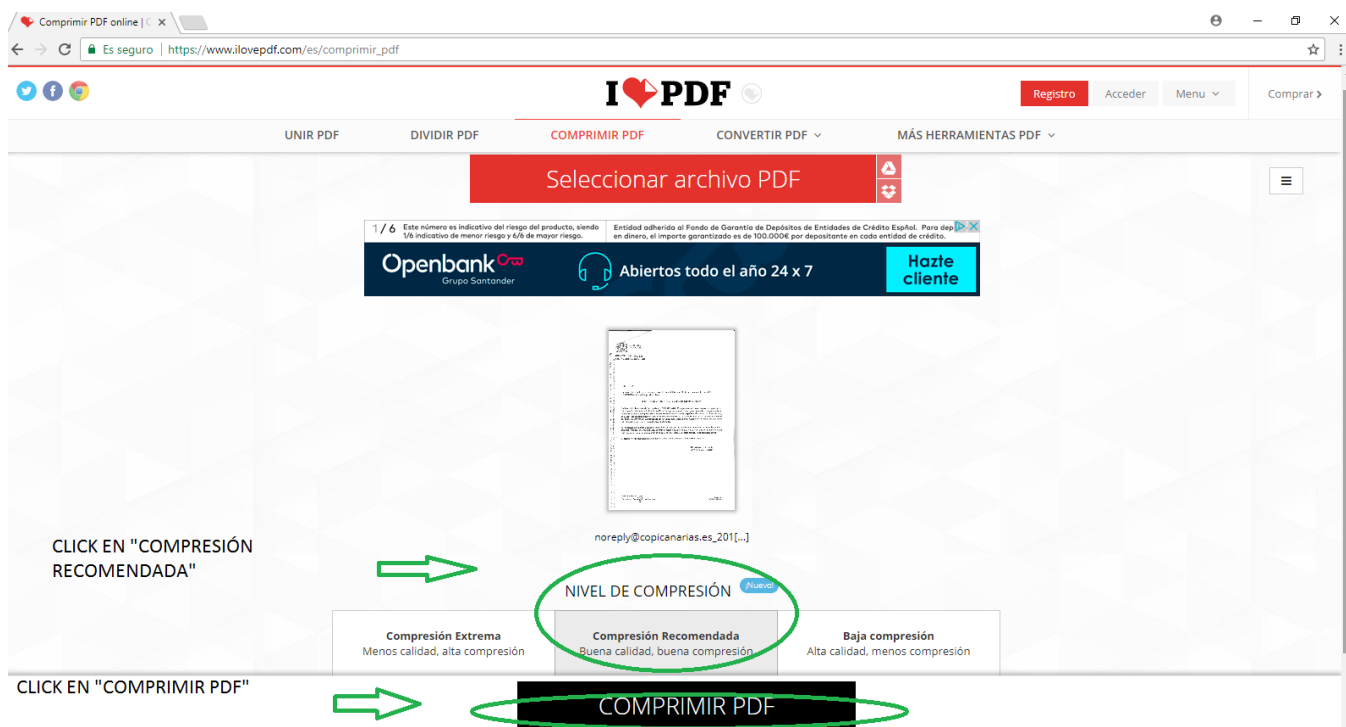 Comprimir PDF online | C
Es seguro | https://www.ilovepdf.com/es/comprimir_pdf
I PDF
Registro Acceder Menu Comprar
UNIR PDF DIVIDIR PDF COMPRIMIR PDF CONVERTIR PDF MÁS HERRAMIENTAS PDF
Seleccionar archivo PDF
1 / 6 Este número es indicativo del riesgo del producto, siendo
1/6 indicativo de menor riesgo y 6/6 de mayor riesgo.
Entidad adherida al Fondo de Garantía de Depósitos de Entidades de Crédito Español. Para dep
en dinero, el importe garantizado es de 100.000€ por depositante en cada entidad de crédito.
Openbank
Grupo Santander
Abiertos todo el año 24 x 7
Hazte
cliente
noreply@copicanarias.es_201[...]
CLICK EN "COMPRESIÓN
RECOMENDADA"
NIVEL DE COMPRESIÓN ¡Nuevo!
Compresión Extrema
Menos calidad, alta compresión
Compresión Recomendada
Buena calidad, buena compresión
Baja compresión
Alta calidad, menos compresión
CLICK EN "COMPRIMIR PDF"
COMPRIMIR PDF